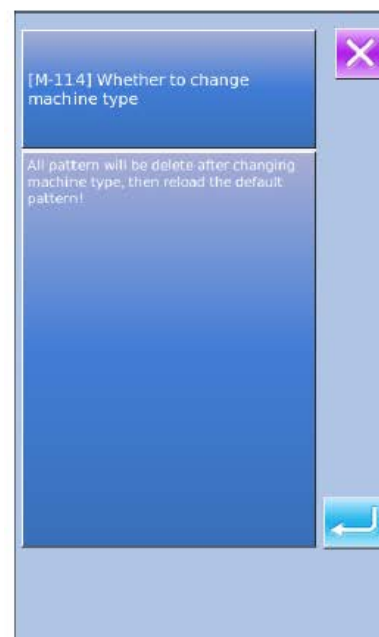 [M-114] Whether to change
machine type
All pattern will be delete after changing
machine type, then reload the default
pattern!